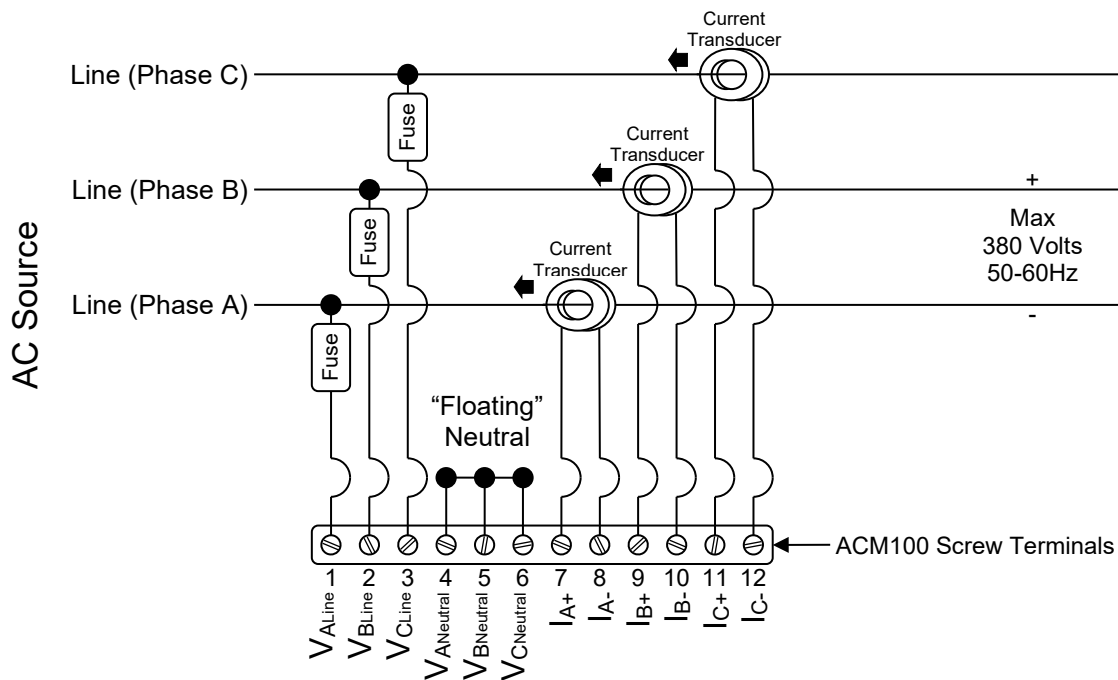 Current
Transducer
Line (Phase C)
Fuse
Current
Transducer
Line (Phase B)
Fuse
+
Max
380 Volts
50-60Hz
-
Current
Transducer
Line (Phase A)
Fuse
AC Source
“Floating”
Neutral
ACM100 Screw Terminals
1 2 3 4 5 6 7 8 9 10 11 12
VALine
VBLine
VCLine
VANeutral
VBNeutral
VCNeutral
IA+
IA-
IB+
IB-
IC+
IC-